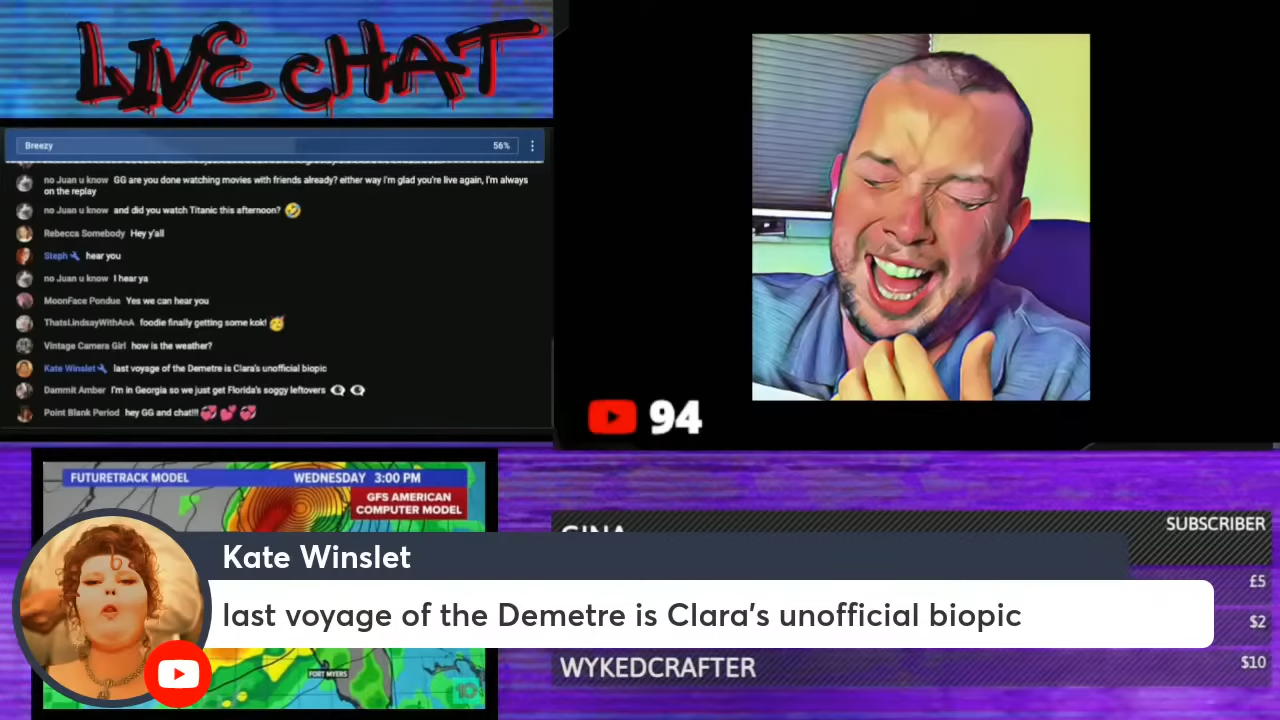 LIVE CHAT
Breezy
56%
no Juan u know GG are you done watching movies with friends already? either way I'm glad you're live again, I'm always
on the replay
no Juan u know and did you watch Titanic this afternoon?
Rebecca Somebody Hey y'all
Steph hear you
no Juan u know I hear ya
MoonFace Pondue Yes we can hear you
ThatsLindsayWithAnA foodie finally getting some kok!
Vintage Camera Girl how is the weather?
Kate Winslet last voyage of the Demetre is Clara's unofficial biopic
Dammit Amber I'm in Georgia so we just get Florida's soggy leftovers
Point Blank Period hey GG and chat!!!
94
FUTURETRACK MODEL
WEDNESDAY 3:00 PM
GFS AMERICAN
COMPUTER MODEL
FORT MYERS
10
GINA
SUBSCRIBER
£5
$2
WYKEDCRAFTER
$10
Kate Winslet
last voyage of the Demetre is Clara's unofficial biopic